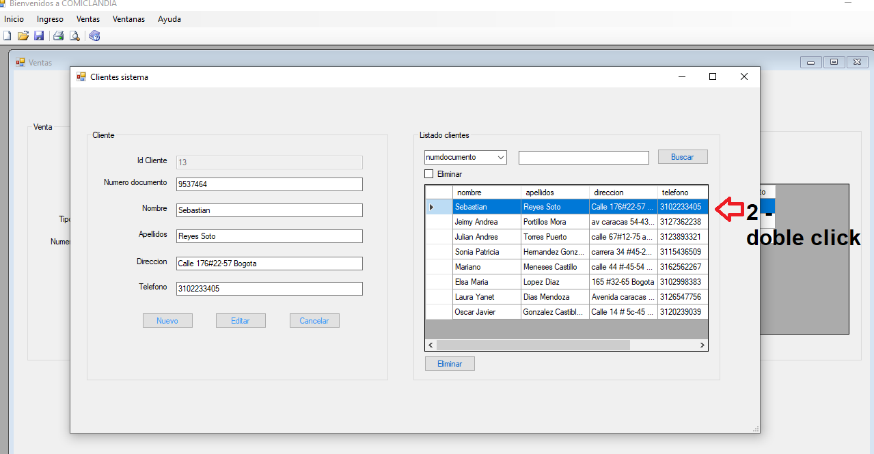 Bienvenidos a COMICLANDIA
Inicio Ingreso Ventas Ventanas Ayuda
Ventas
Clientes sistema
Venta
Cliente
Id Cliente 13
Numero documento 9537464
Nombre Sebastian
Apellidos Reyes Soto
Direccion Calle 176#22-57 Bogota
Telefono 3102233405
Nuevo Editar Cancelar
Listado clientes
numdocumento Buscar
Eliminar
nombre apellidos direccion telefono
Sebastian Reyes Soto Calle 176#22-57 ... 3102233405
Jeimy Andrea Portillos Mora av caracas 54-43... 3127362238
Julian Andres Torres Puerto calle 67#12-75 a... 3123893321
Sonia Patricia Hernandez Gonz... carrera 34 #45-2... 3115436509
Mariano Meneses Castillo calle 44 #-45-54 ... 3162562267
Elsa Maria Lopez Diaz 165 #32-65 Bogota 3102998383
Laura Yanet Dias Mendoza Avenida caracas ... 3126547756
Oscar Javier Gonzalez Castibl... Calle 14 # 5c-45 ... 3120239039
Eliminar
2 -
doble click